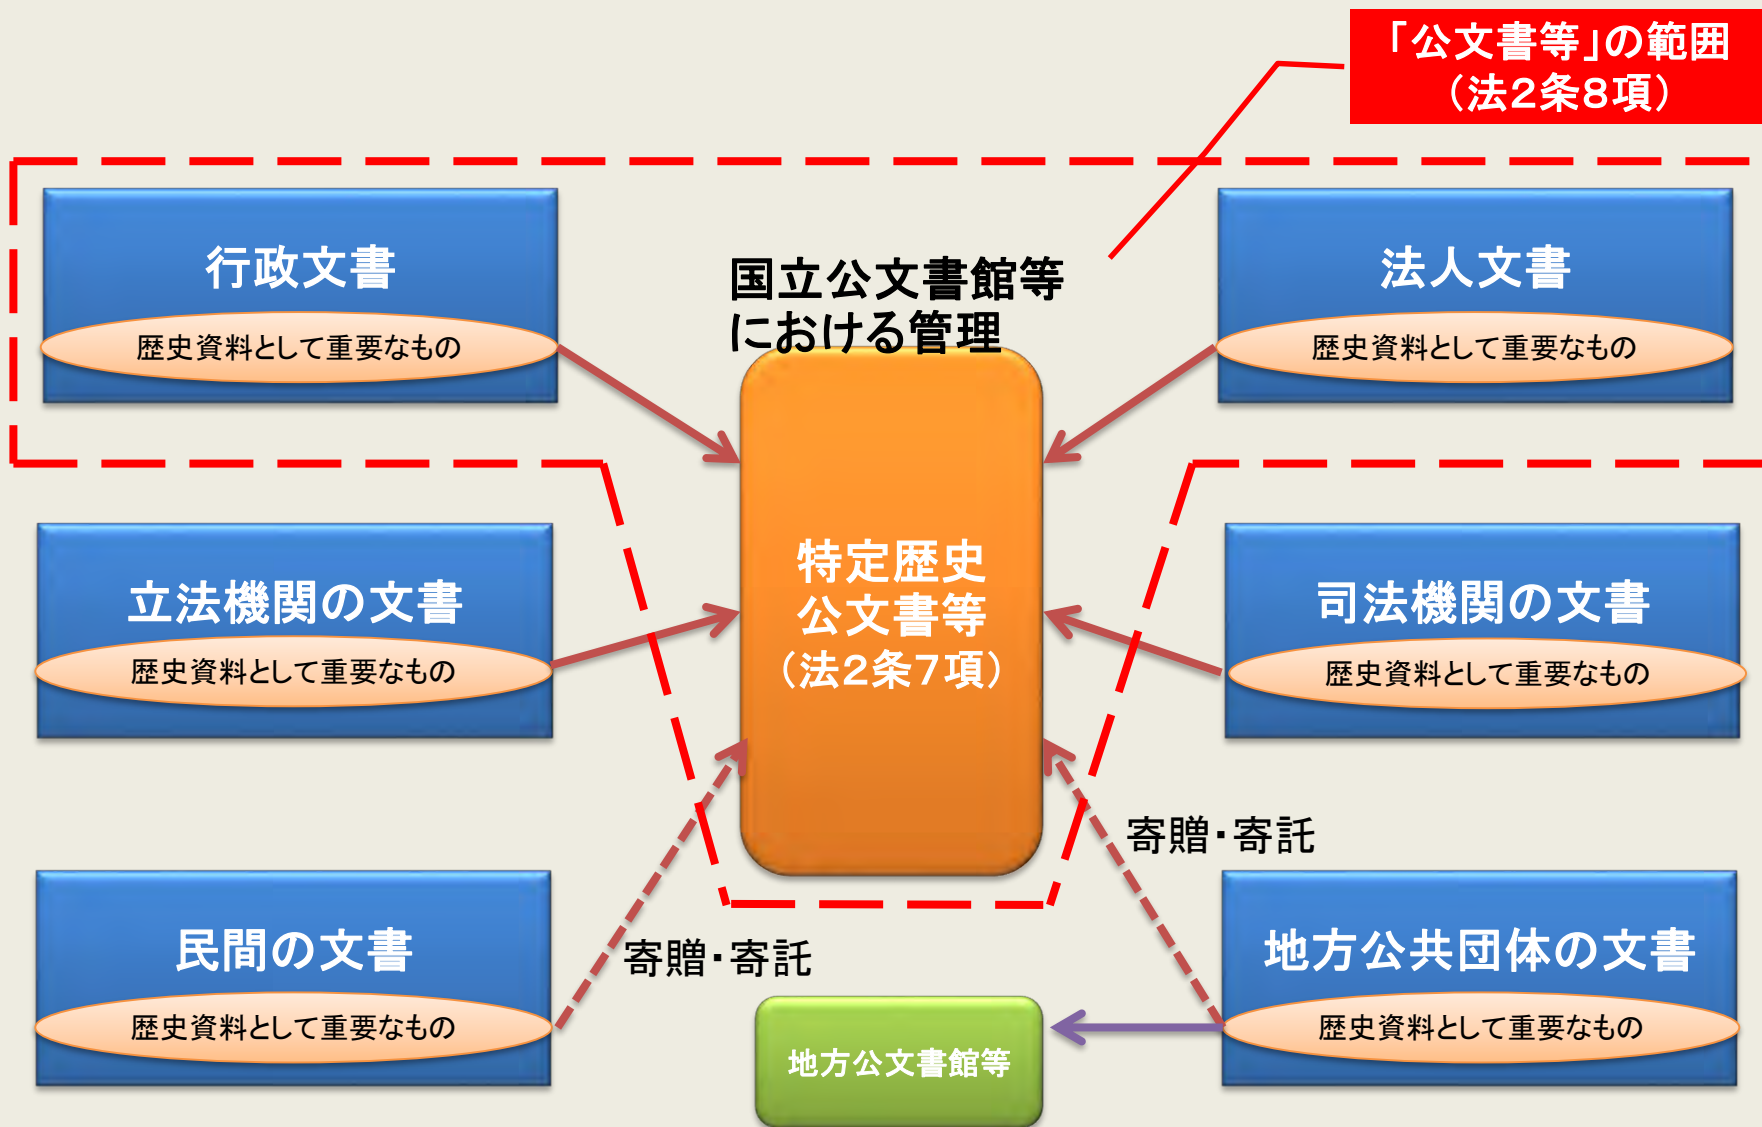 「公文書等」の範囲
（法２条８項）
行政文書
歴史資料として重要なもの
国立公文書館等
における管理
法人文書
歴史資料として重要なもの
立法機関の文書
歴史資料として重要なもの
特定歴史
公文書等
（法２条７項）
司法機関の文書
歴史資料として重要なもの
民間の文書
歴史資料として重要なもの
寄贈・寄託
寄贈・寄託
地方公共団体の文書
歴史資料として重要なもの
地方公文書館等